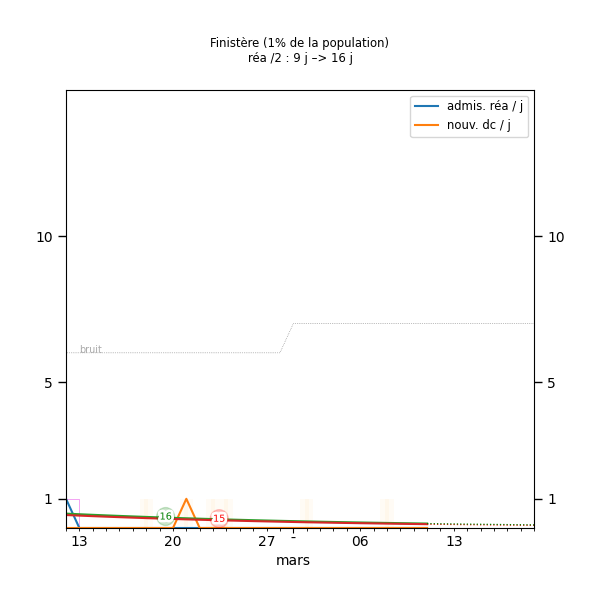 Finistère (1% de la population)
réa /2 : 9 j –> 16 j
admis. réa / j
nouv. dc / j
10 10
bruit
5 5
1 1
16 15
13 20 27 - 06 13
mars